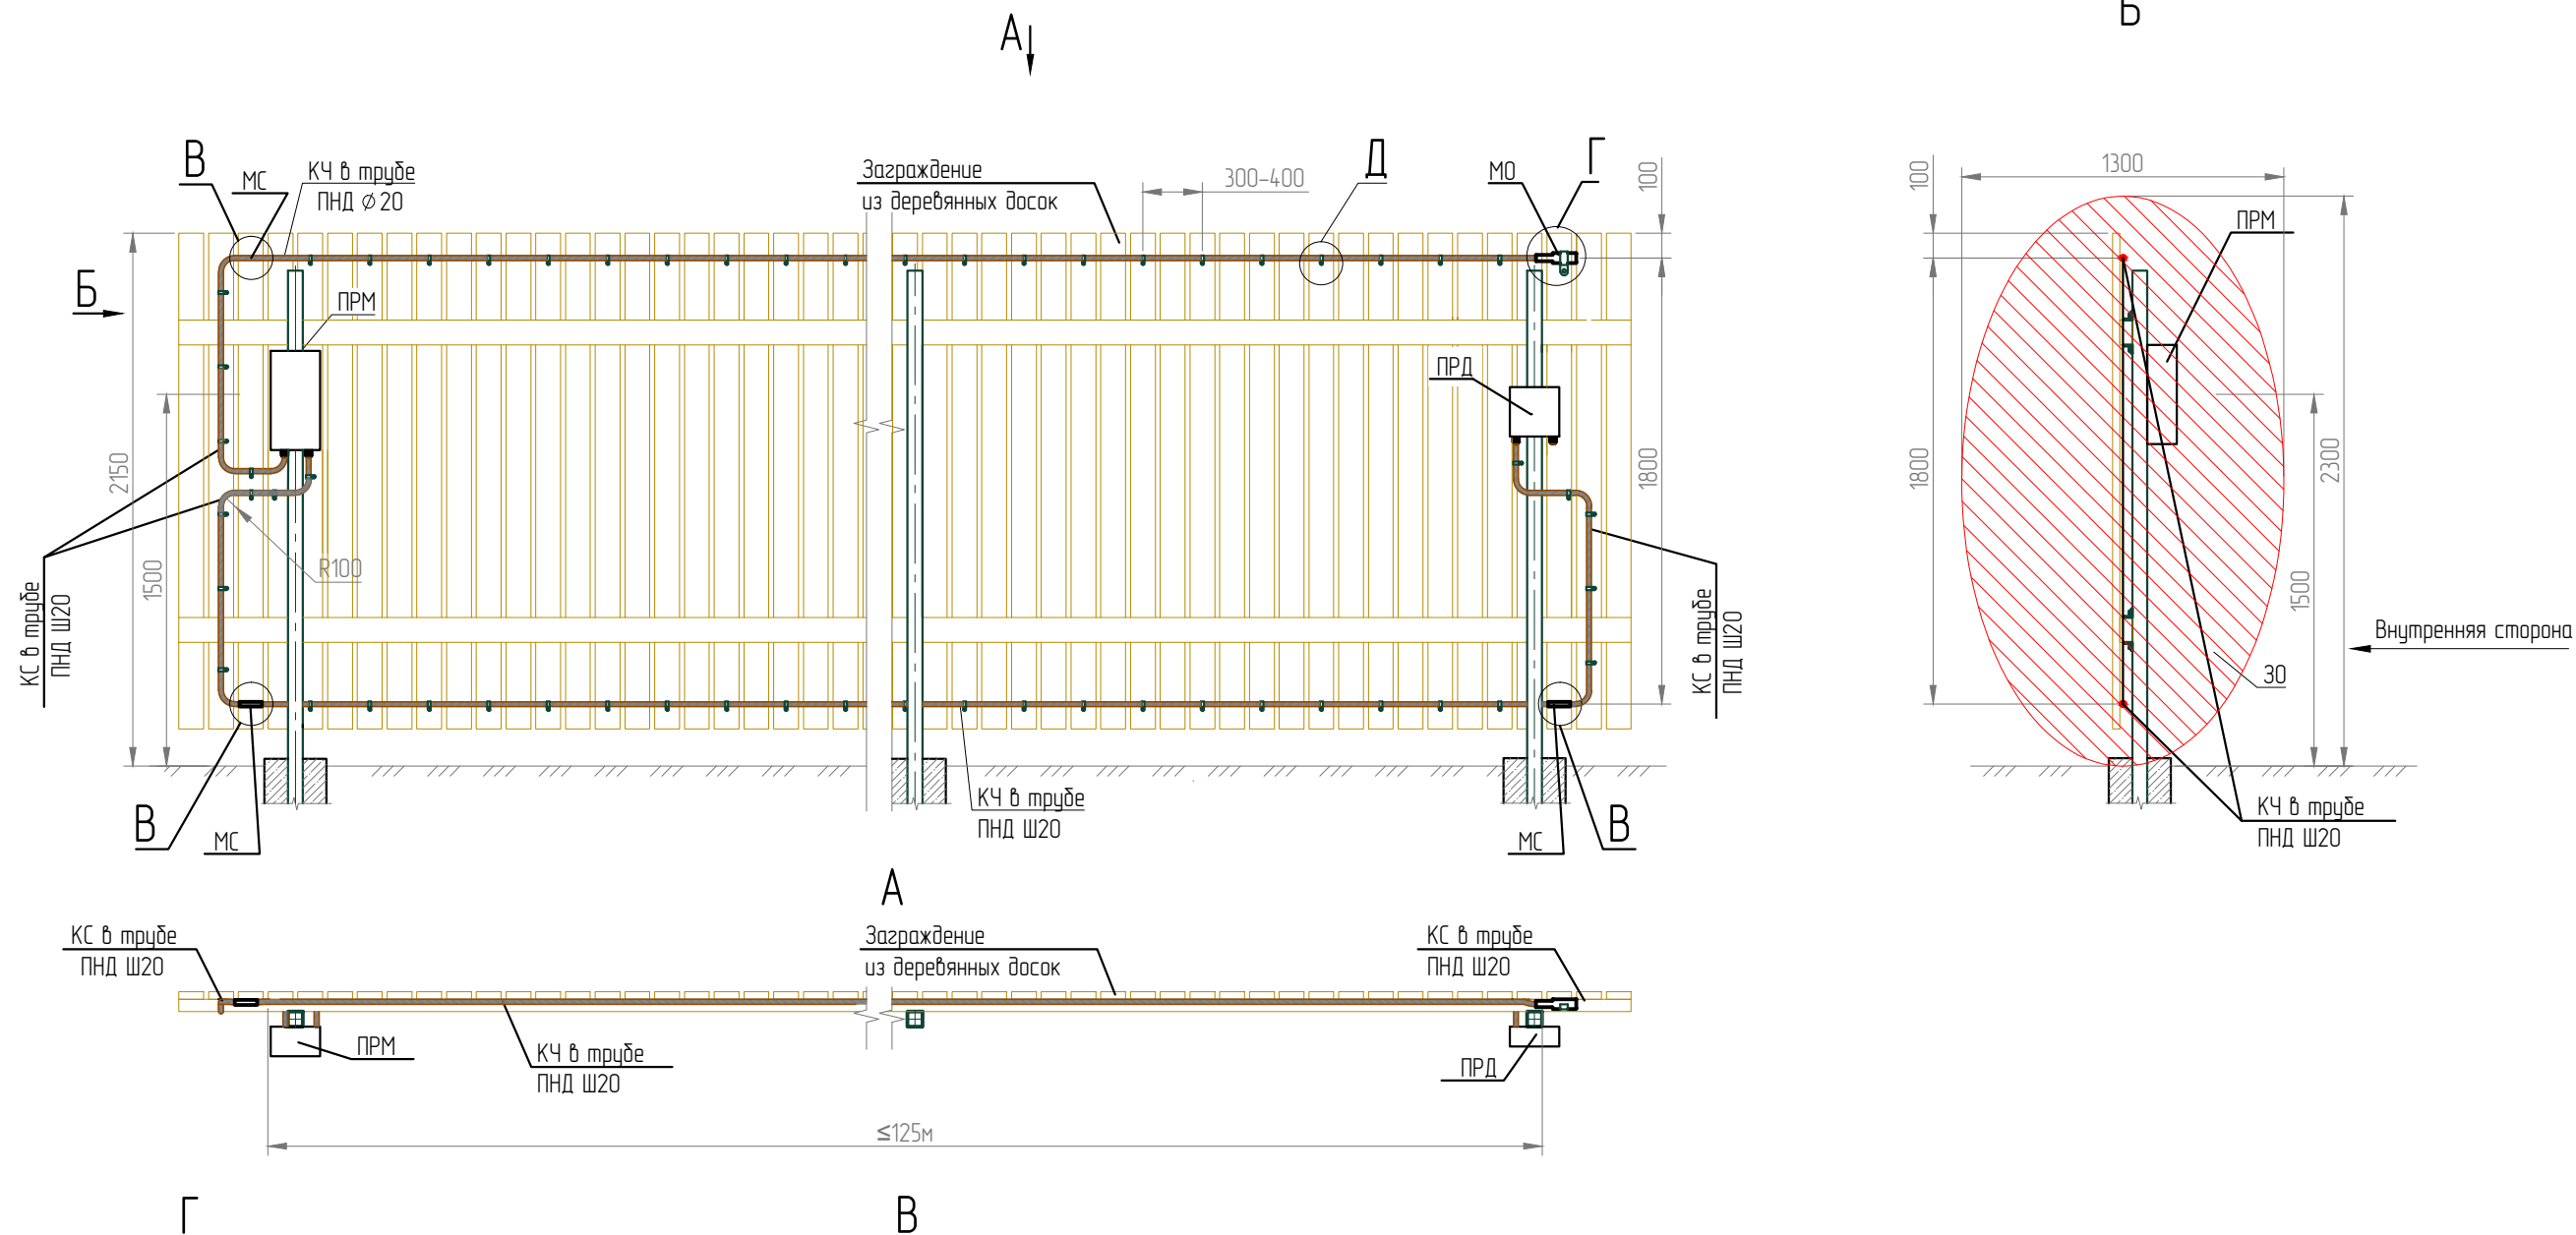 А
Б
В
МС
КЧ в трубе
ПНД ⌀ 20
Заграждение
из деревянных досок
300-400
Д
МО
Г
100
Б
ПРМ
ПРД
2150
1500
R100
1800
КС в трубе
ПНД Ш20
КС в трубе
ПНД Ш20
В
МС
КЧ в трубе
ПНД Ш20
МС
В
100
1300
ПРМ
1800
2300
1500
Внутренняя сторона
ЗО
КЧ в трубе
ПНД Ш20
А
КС в трубе
ПНД Ш20
Заграждение
из деревянных досок
КС в трубе
ПНД Ш20
ПРМ
КЧ в трубе
ПНД Ш20
ПРД
≤125м
Г
В